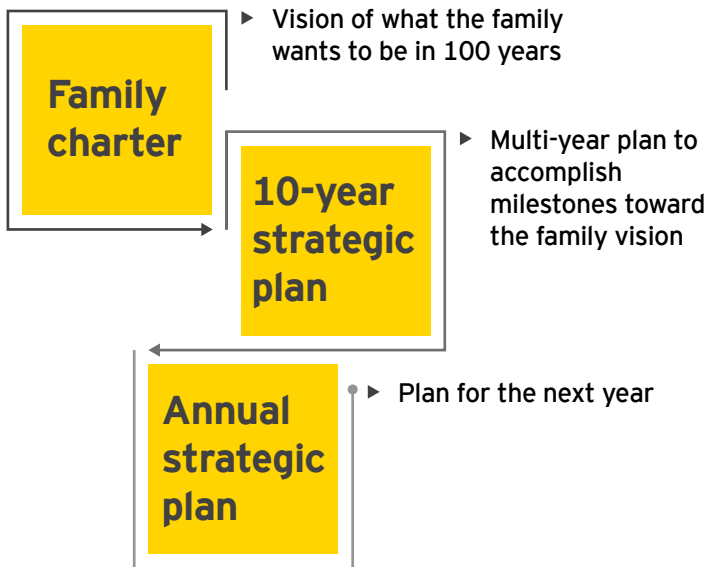 Family
charter
Vision of what the family
wants to be in 100 years
10-year
strategic
plan
Multi-year plan to
accomplish
milestones toward
the family vision
Annual
strategic
plan
Plan for the next year